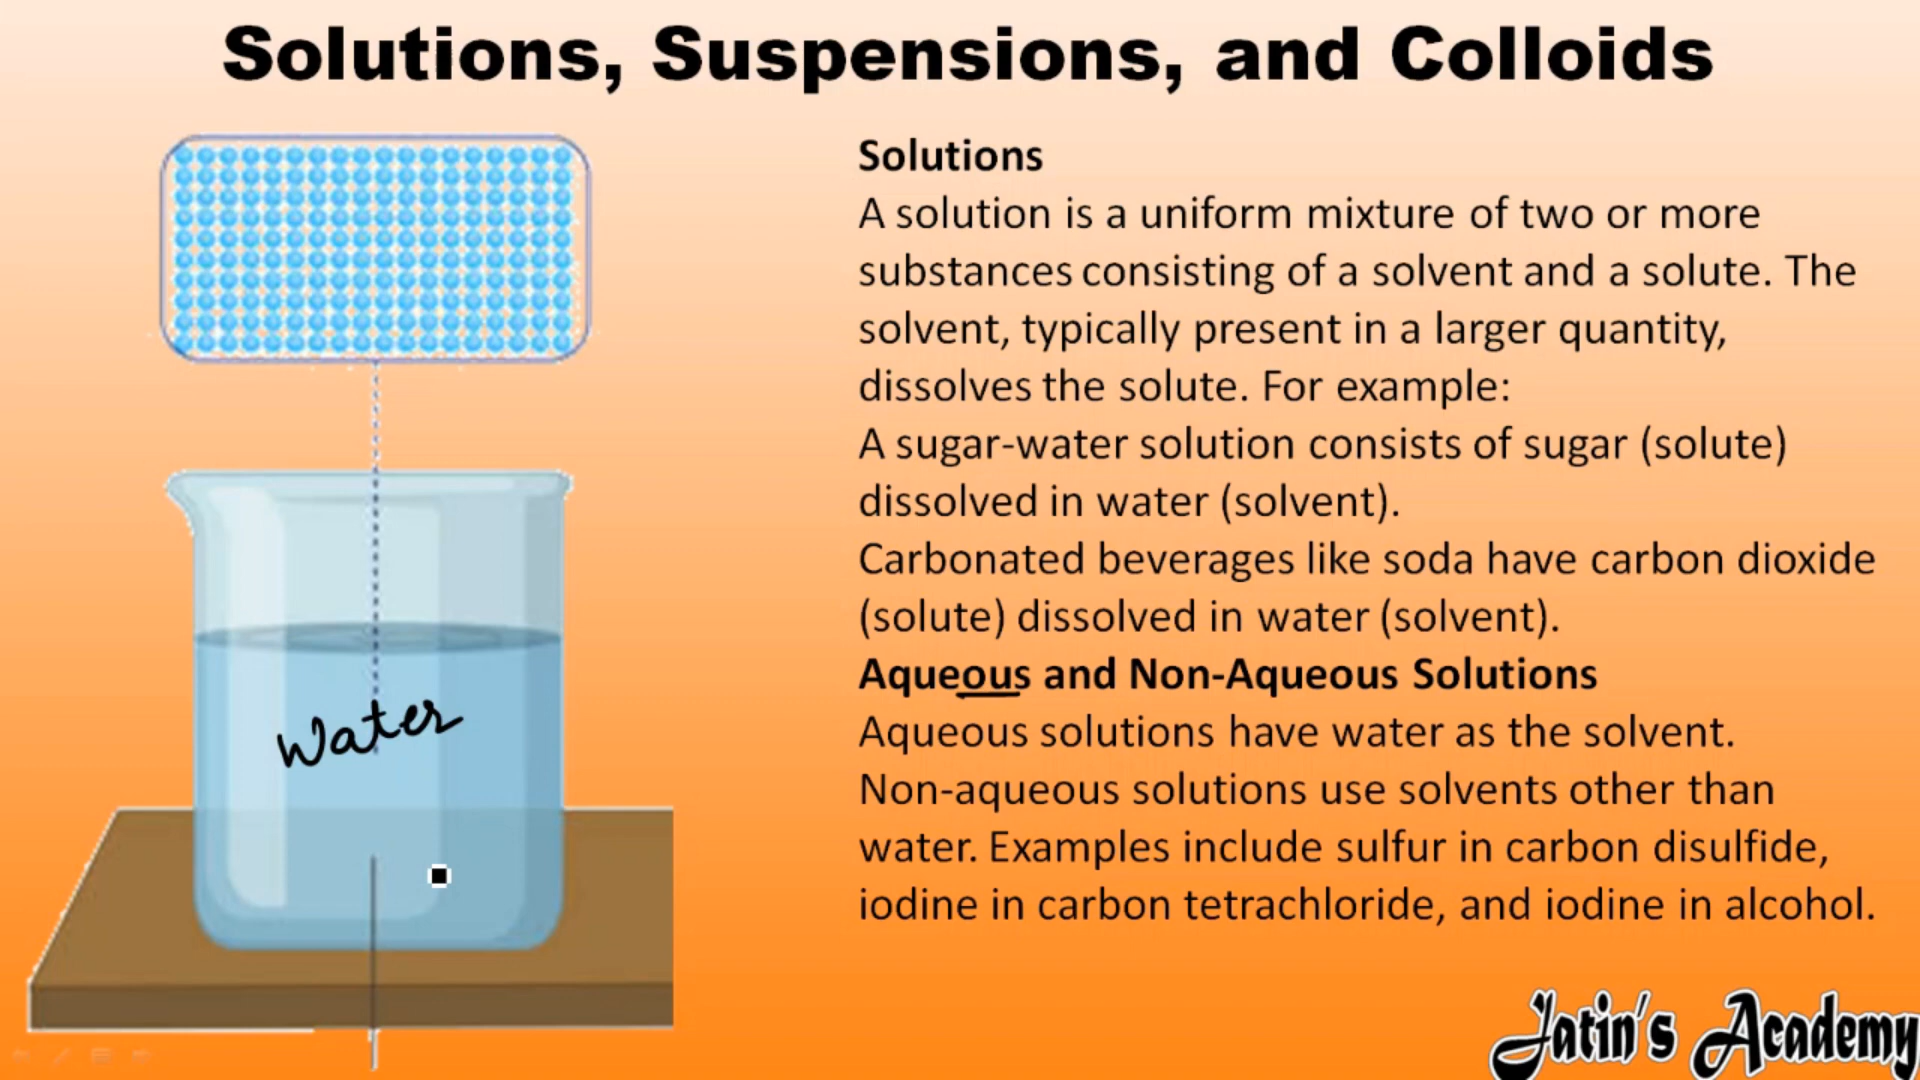 Solutions, Suspensions, and Colloids
Solutions
A solution is a uniform mixture of two or more
substances consisting of a solvent and a solute. The
solvent, typically present in a larger quantity,
dissolves the solute. For example:
A sugar-water solution consists of sugar (solute)
dissolved in water (solvent).
Carbonated beverages like soda have carbon dioxide
(solute) dissolved in water (solvent).
Aqueous and Non-Aqueous Solutions
Aqueous solutions have water as the solvent.
Non-aqueous solutions use solvents other than
water. Examples include sulfur in carbon disulfide,
iodine in carbon tetrachloride, and iodine in alcohol.
Water
Jatin's Academy